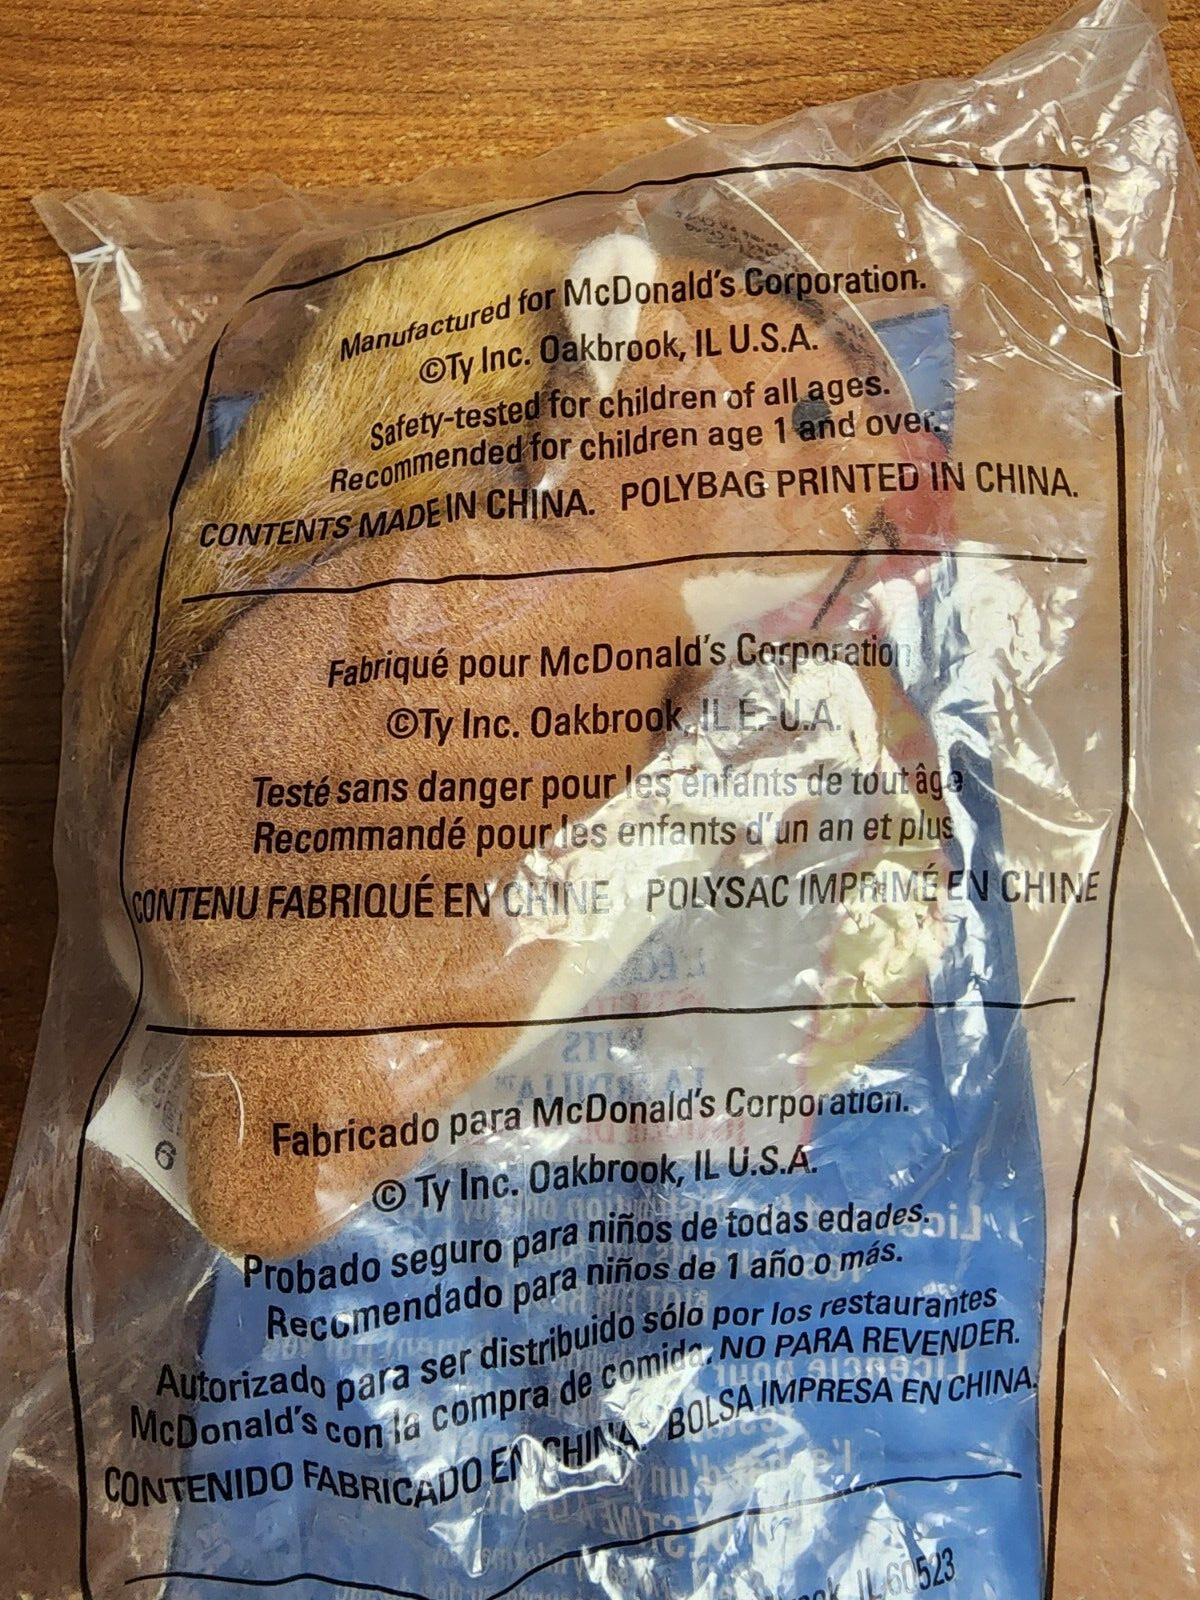 Manufactured for McDonald's Corporation.
©Ty Inc. Oakbrook, IL U.S.A.
Safety-tested for children of all ages.
Recommended for children age 1 and over.
CONTENTS MADE IN CHINA. POLYBAG PRINTED IN CHINA.
Fabriqué pour McDonald's Corporation
©Ty Inc. Oakbrook, IL E.-U.A.
Testé sans danger pour les enfants de tout âge
Recommandé pour les enfants d'un an et plus
CONTENU FABRIQUÉ EN CHINE POLYSAC IMPRIMÉ EN CHINE
6
Fabricado para McDonald's Corporation.
© Ty Inc. Oakbrook, IL U.S.A.
Probado seguro para niños de todas edades.
Recomendado para niños de 1 año o más.
Autorizado para ser distribuido sólo por los restaurantes
McDonald's con la compra de comida. NO PARA REVENDER.
CONTENIDO FABRICADO EN CHINA. BOLSA IMPRESA EN CHINA.
IL 60523